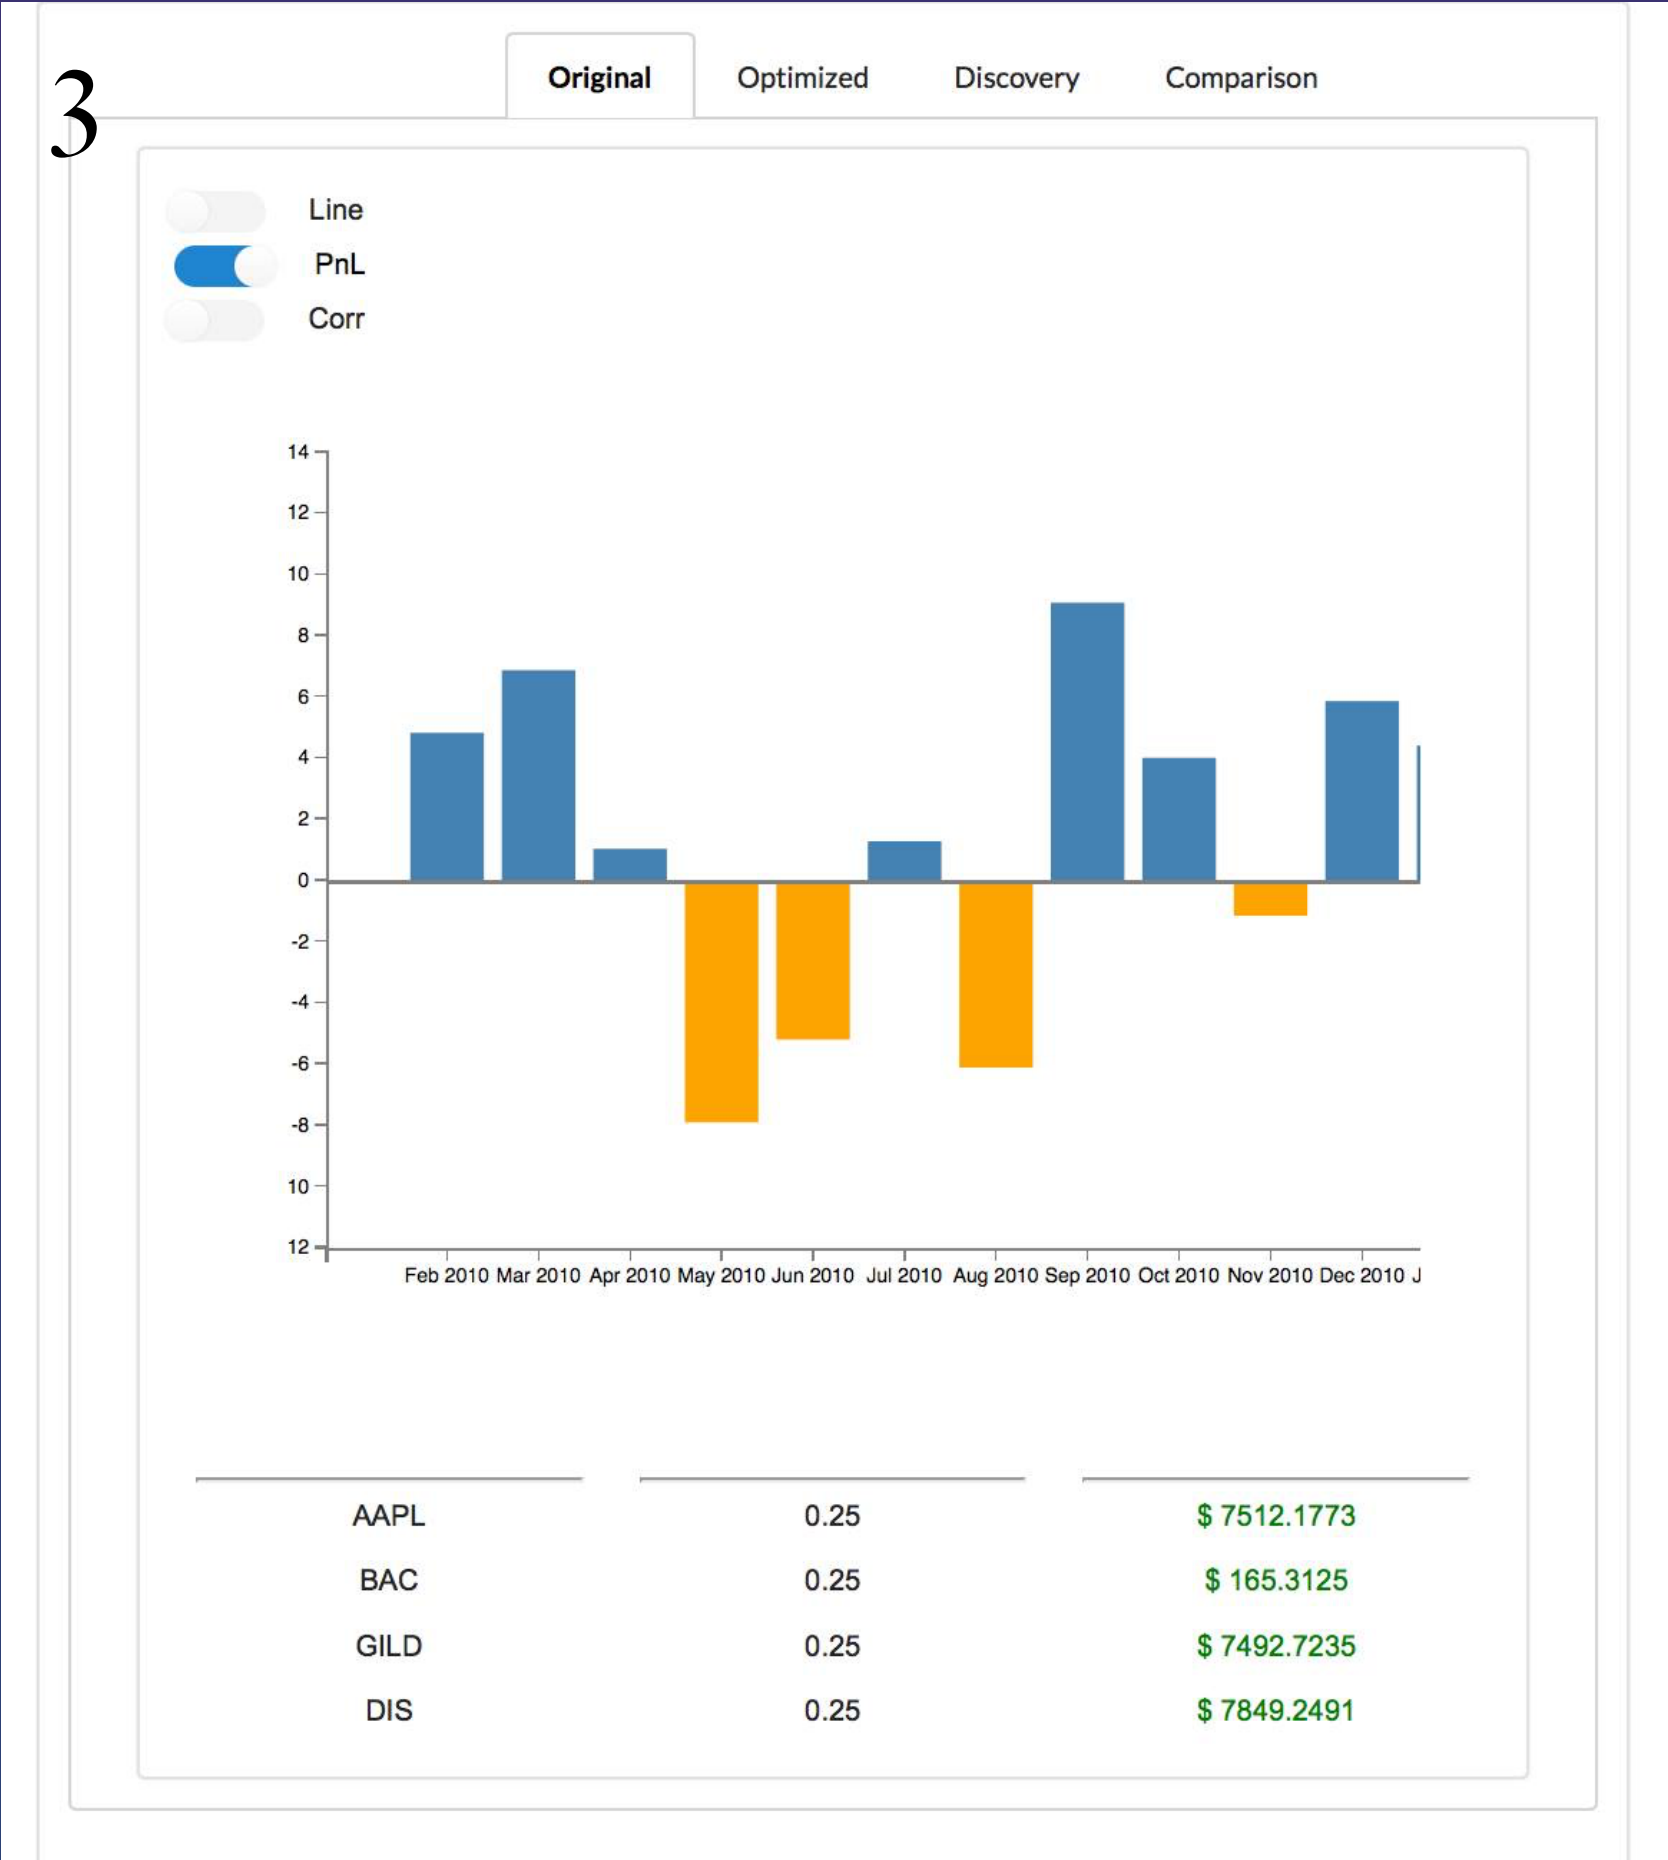 3
Original Optimized Discovery Comparison
Line
PnL
Corr
14
12
10
8
6
4
2
0
-2
-4
-6
-8
10
12
Feb 2010 Mar 2010 Apr 2010 May 2010 Jun 2010 Jul 2010 Aug 2010 Sep 2010 Oct 2010 Nov 2010 Dec 2010 J
AAPL 0.25 $ 7512.1773
BAC 0.25 $ 165.3125
GILD 0.25 $ 7492.7235
DIS 0.25 $ 7849.2491